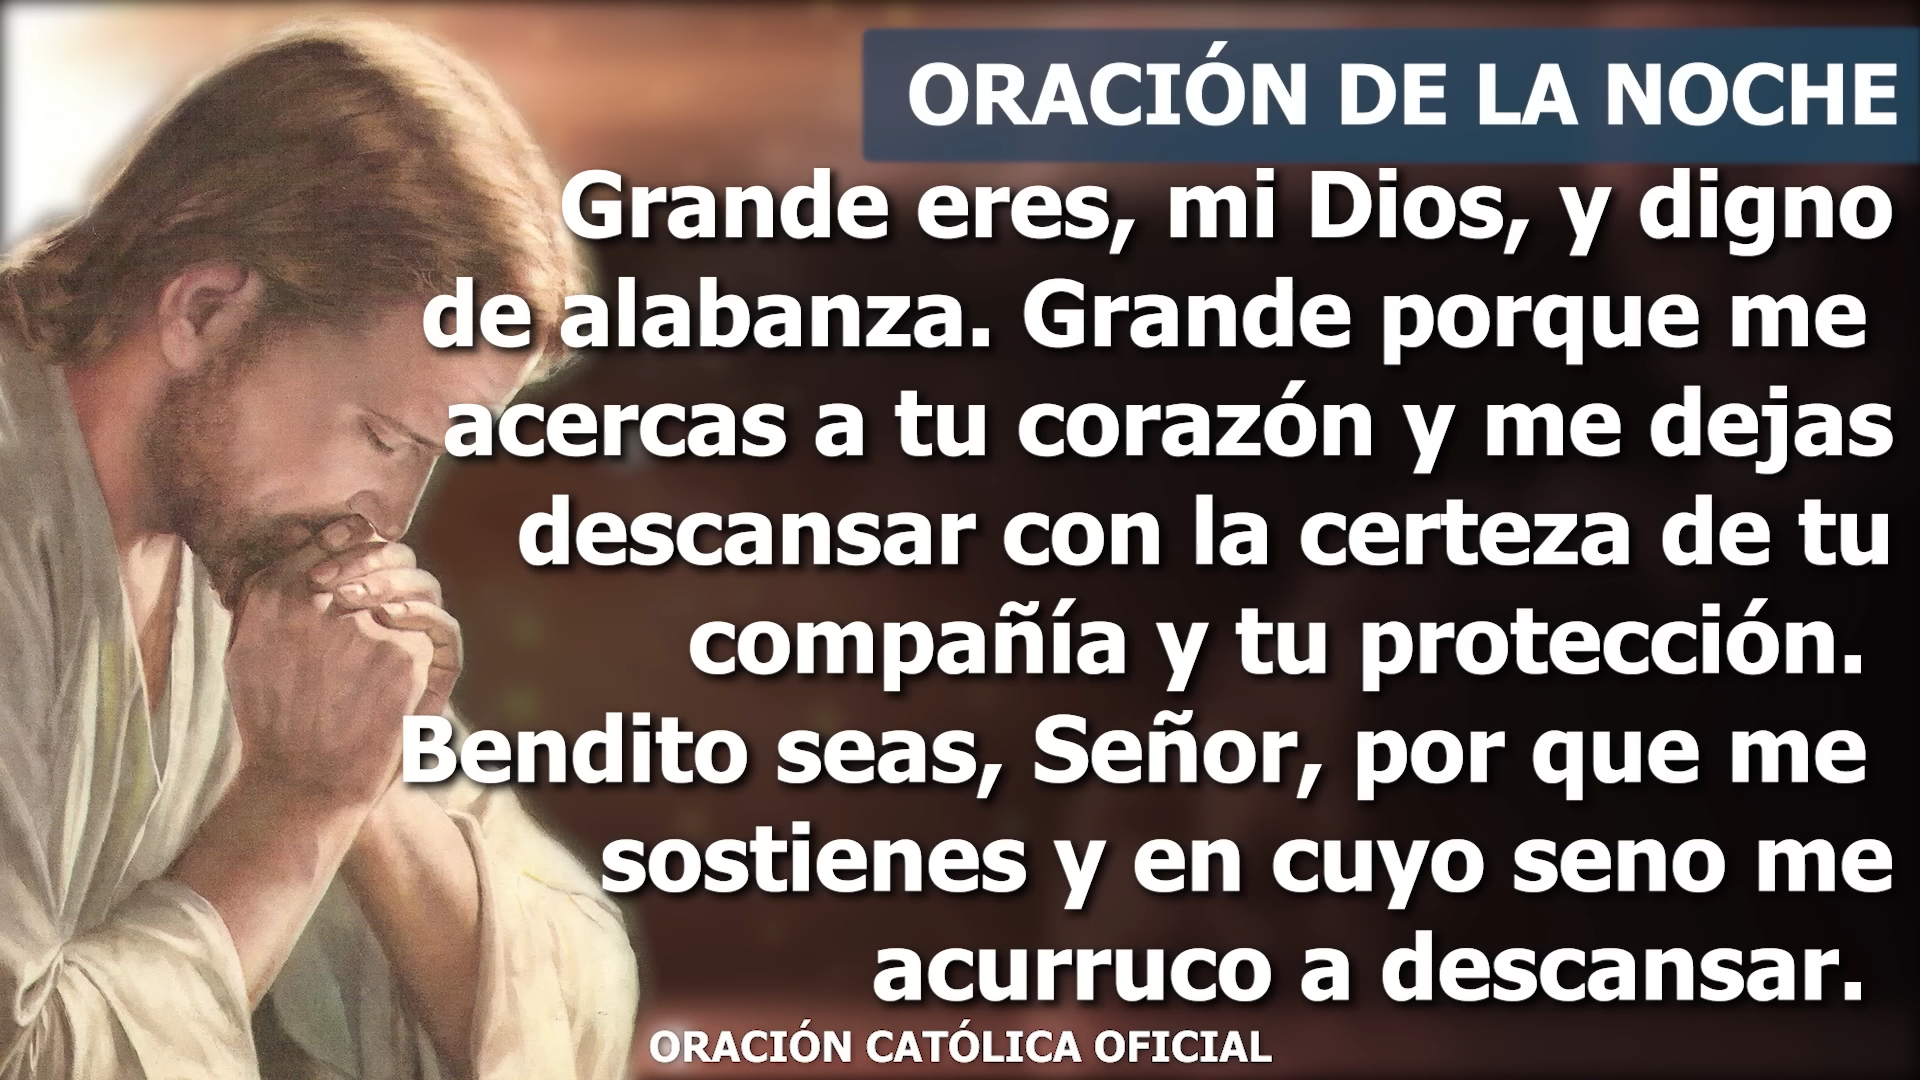 ORACIÓN DE LA NOCHE
Grande eres, mi Dios, y digno
de alabanza. Grande porque me
acercas a tu corazón y me dejas
descansar con la certeza de tu
compañía y tu protección.
Bendito seas, Señor, por que me
sostienes y en cuyo seno me
acurruco a descansar.
ORACIÓN CATÓLICA OFICIAL